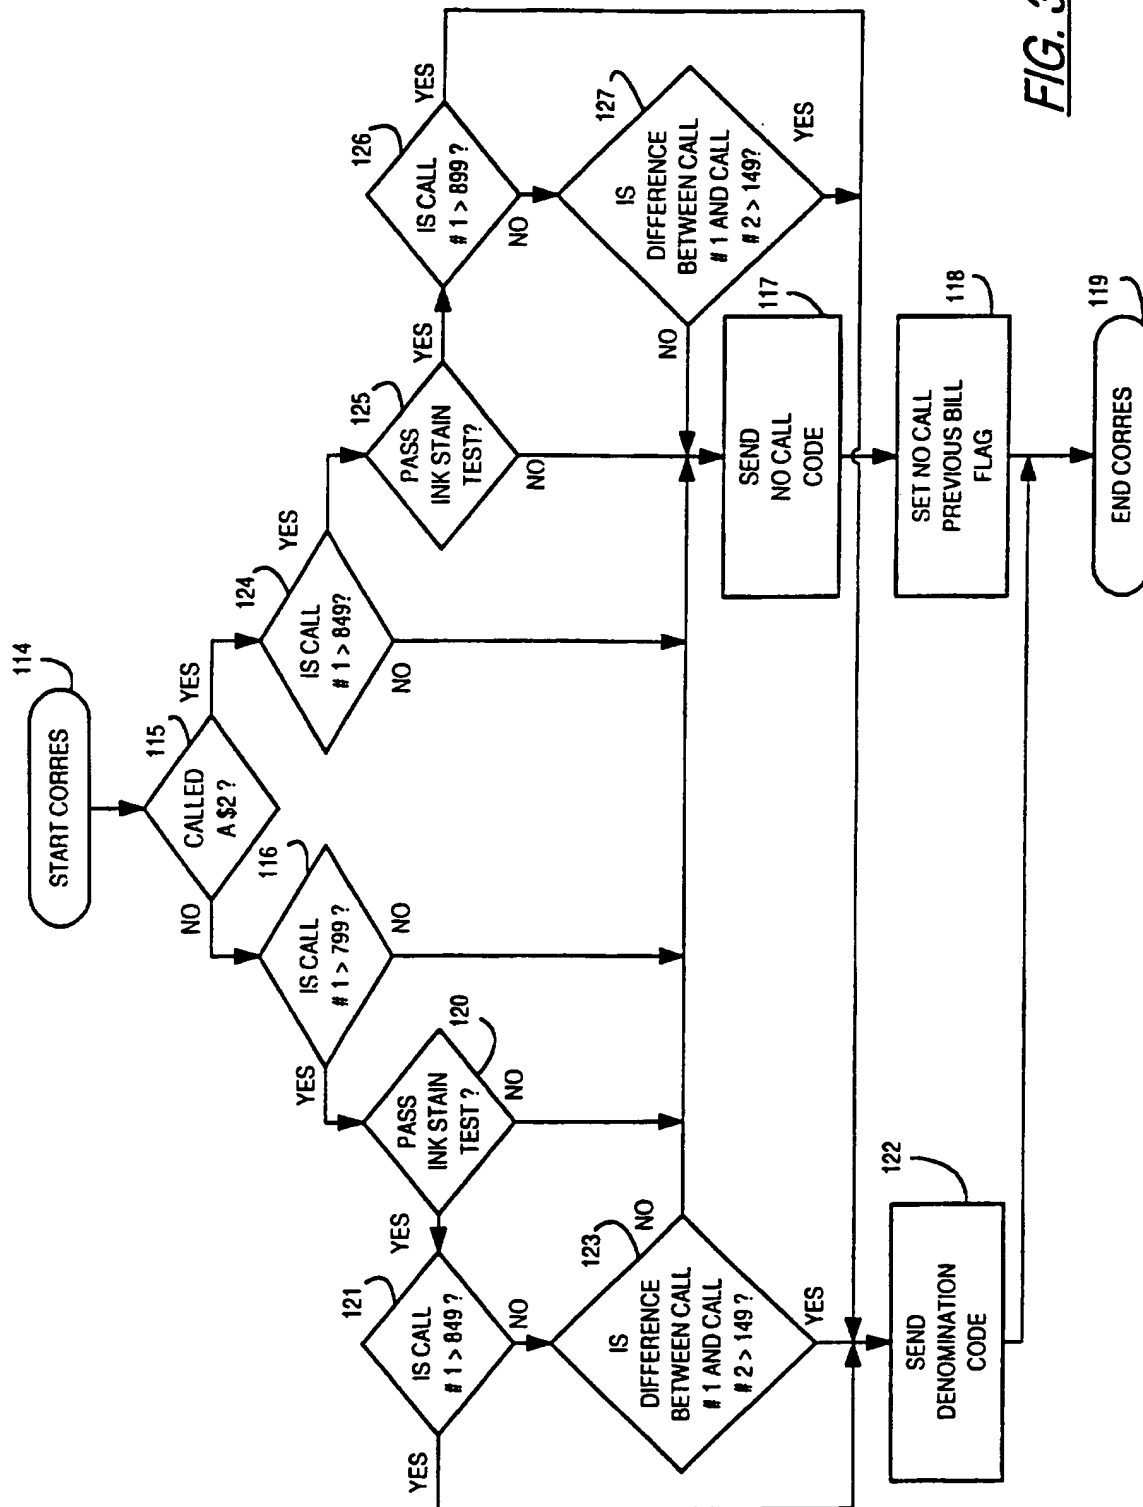 START CORRES
114
CALLED
A $2 ?
115
NO
YES
IS CALL
# 1 > 799 ?
116
YES
NO
IS CALL
# 1 > 849?
124
YES
NO
PASS
INK STAIN
TEST ?
120
YES
NO
PASS
INK STAIN
TEST?
125
YES
NO
IS CALL
# 1 > 849 ?
121
YES
NO
IS CALL
# 1 > 899 ?
126
YES
NO
IS
DIFFERENCE
BETWEEN CALL
# 1 AND CALL
# 2 > 149 ?
123
NO
YES
IS
DIFFERENCE
BETWEEN CALL
# 1 AND CALL
# 2 > 149?
127
NO
YES
SEND
NO CALL
CODE
117
SEND
DENOMINATION
CODE
122
SET NO CALL
PREVIOUS BILL
FLAG
118
END CORRES
119
FIG. 3